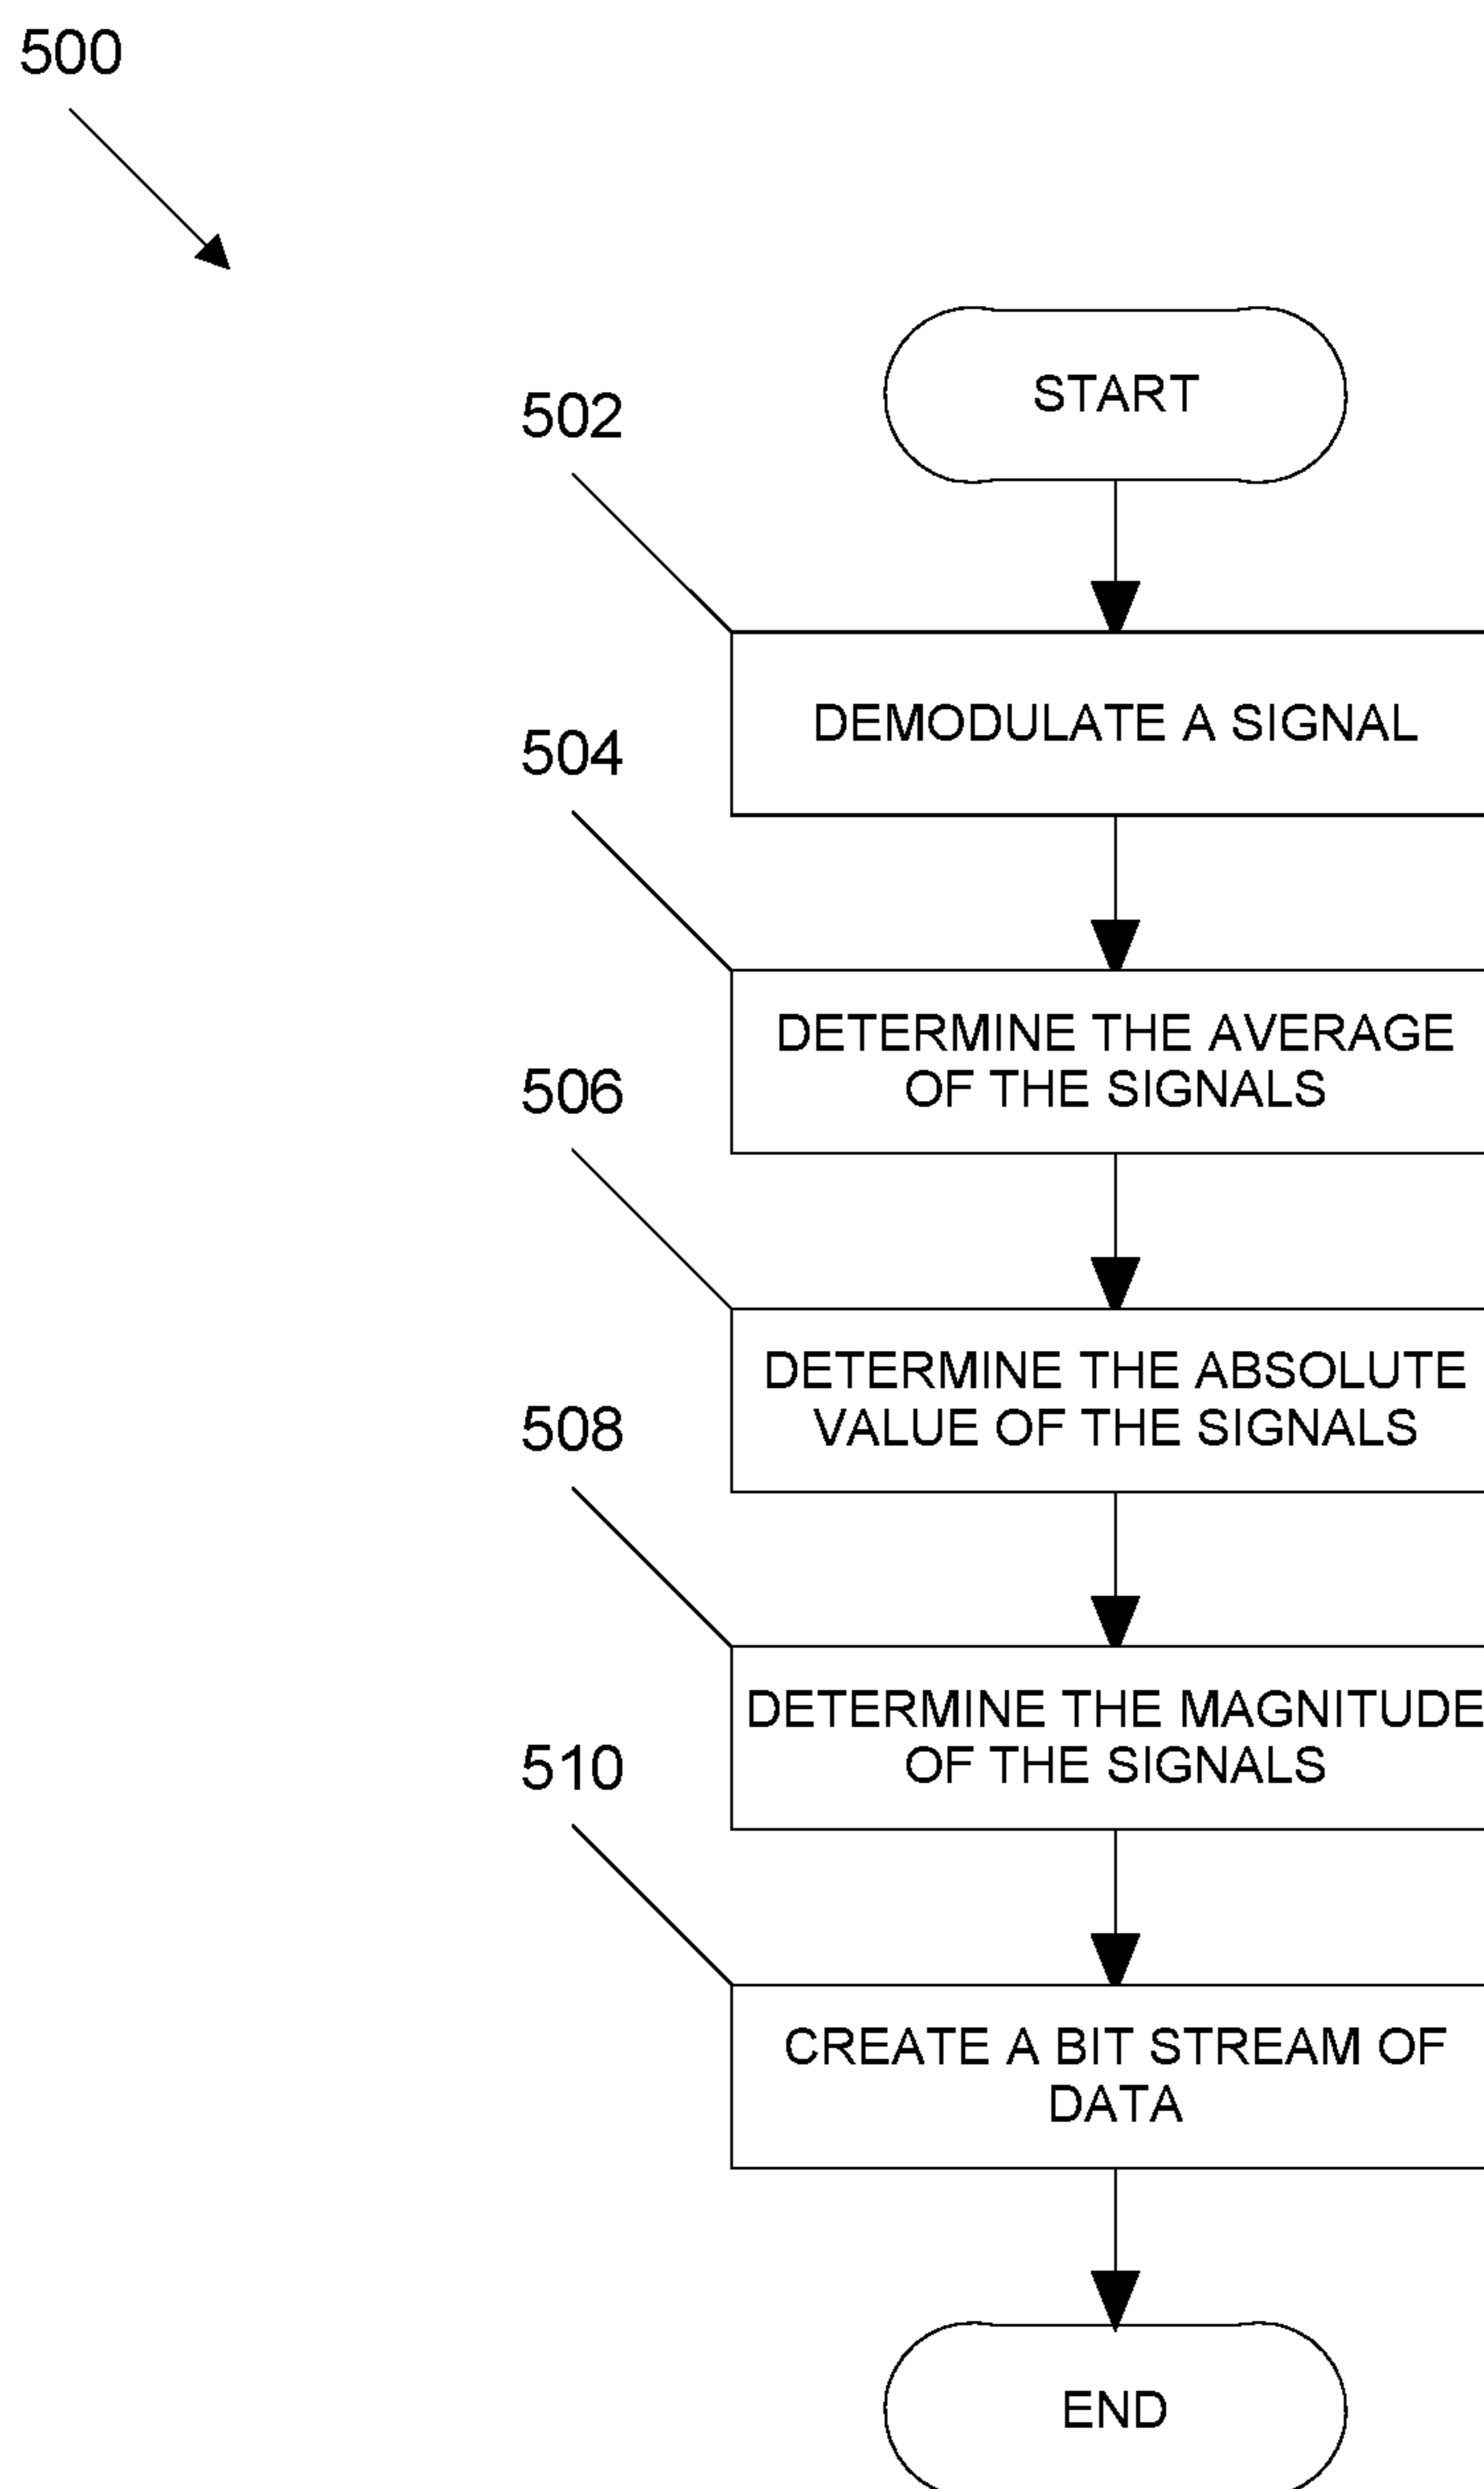 500
START
502
DEMODULATE A SIGNAL
504
DETERMINE THE AVERAGE
OF THE SIGNALS
506
DETERMINE THE ABSOLUTE
VALUE OF THE SIGNALS
508
DETERMINE THE MAGNITUDE
OF THE SIGNALS
510
CREATE A BIT STREAM OF
DATA
END